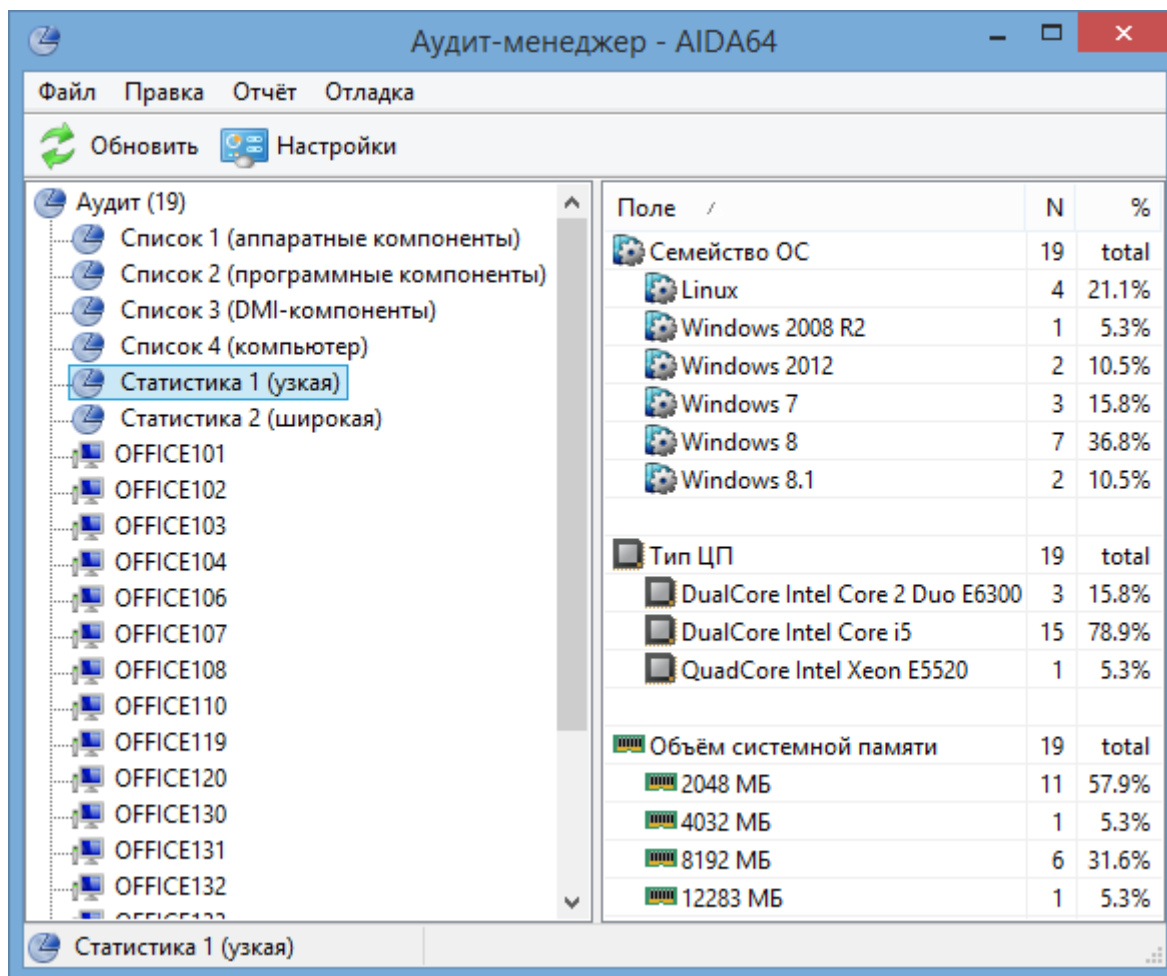 Аудит-менеджер - AIDA64
Файл Правка Отчёт Отладка
Обновить Настройки
Аудит (19)
Список 1 (аппаратные компоненты)
Список 2 (программные компоненты)
Список 3 (DMI-компоненты)
Список 4 (компьютер)
Статистика 1 (узкая)
Статистика 2 (широкая)
OFFICE101
OFFICE102
OFFICE103
OFFICE104
OFFICE106
OFFICE107
OFFICE108
OFFICE110
OFFICE119
OFFICE120
OFFICE130
OFFICE131
OFFICE132
Поле N %
Семейство ОС 19 total
Linux 4 21.1%
Windows 2008 R2 1 5.3%
Windows 2012 2 10.5%
Windows 7 3 15.8%
Windows 8 7 36.8%
Windows 8.1 2 10.5%
Тип ЦП 19 total
DualCore Intel Core 2 Duo E6300 3 15.8%
DualCore Intel Core i5 15 78.9%
QuadCore Intel Xeon E5520 1 5.3%
Объём системной памяти 19 total
2048 МБ 11 57.9%
4032 МБ 1 5.3%
8192 МБ 6 31.6%
12283 МБ 1 5.3%
Статистика 1 (узкая)